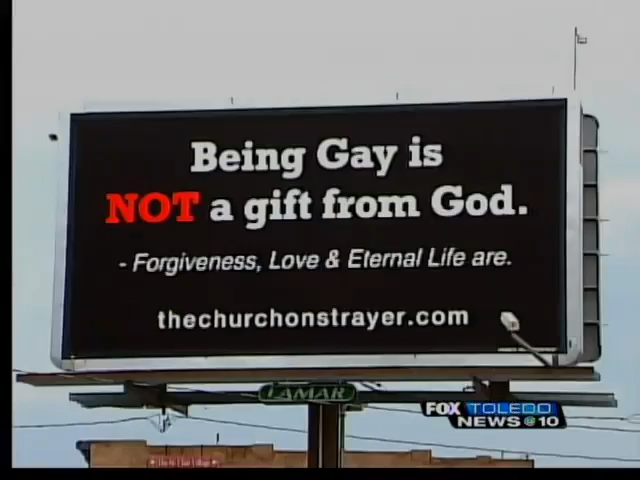 Being Gay is
NOT a gift from God.
- Forgiveness, Love & Eternal Life are.
thechurchonstrayer.com
LAMAR
FOX TOLEDO
NEWS@10